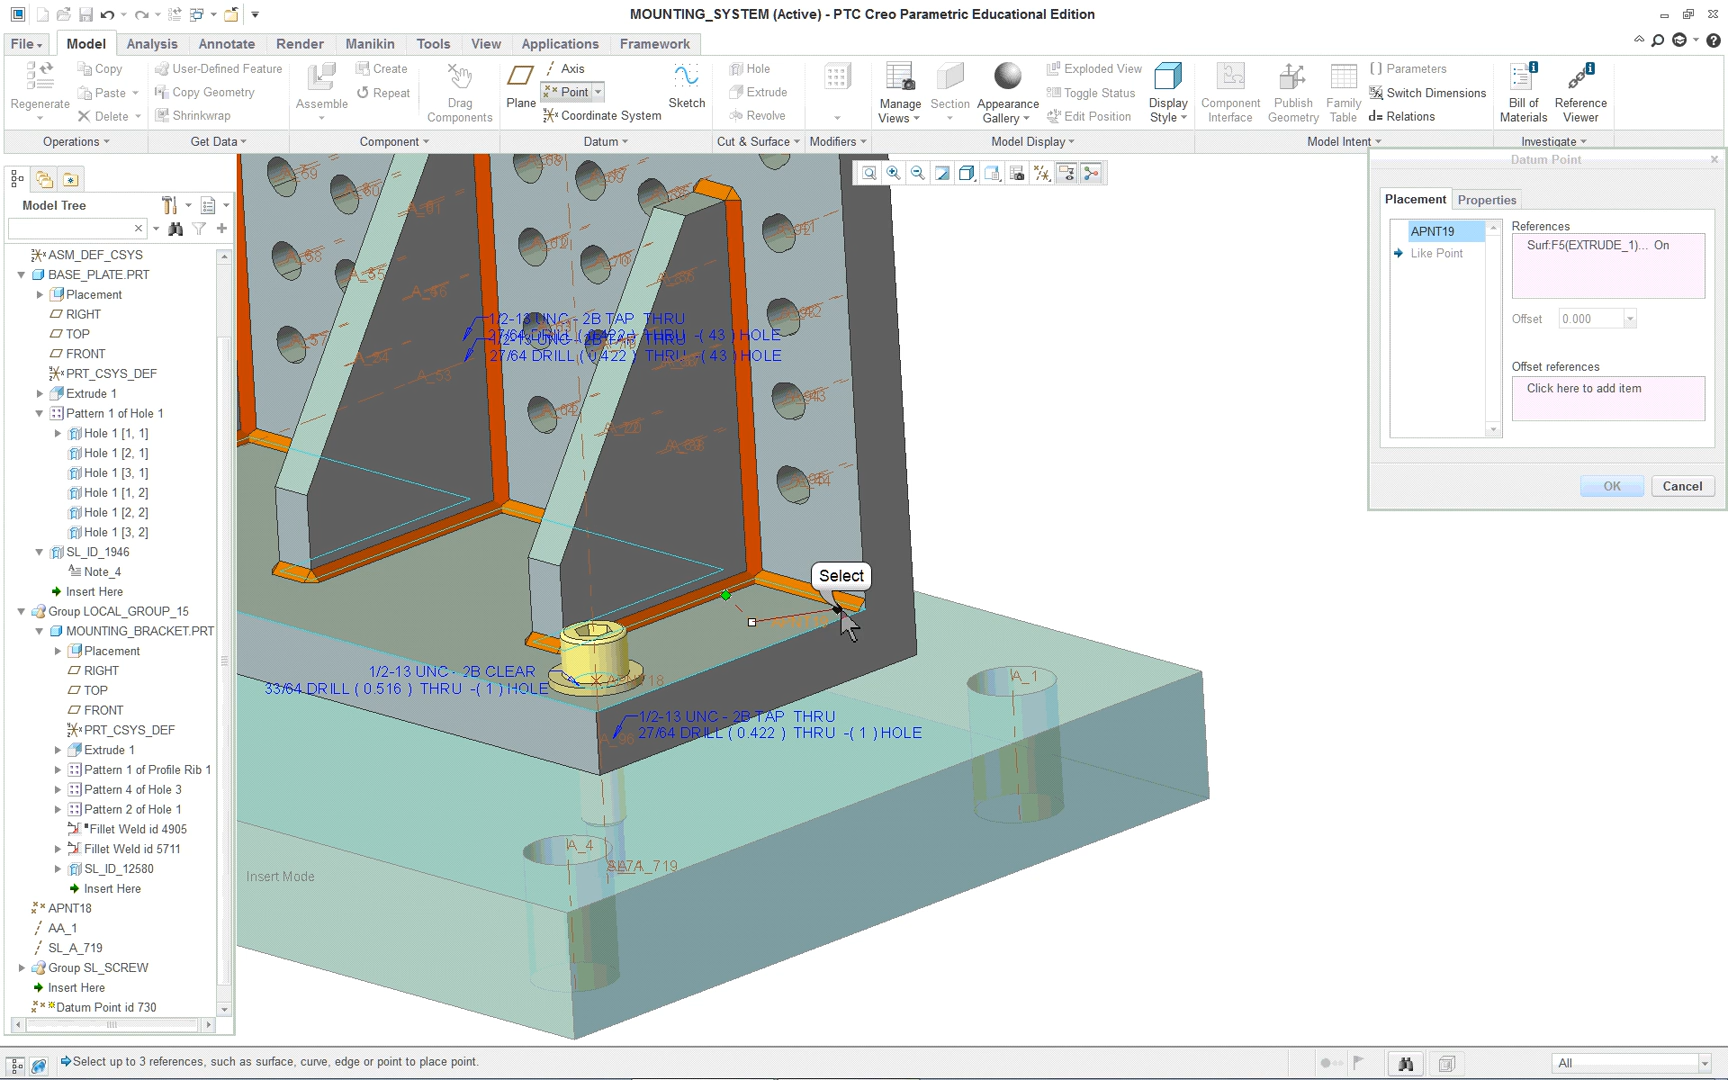 MOUNTING_SYSTEM (Active) - PTC Creo Parametric Educational Edition
File Model Analysis Annotate Render Manikin Tools View Applications Framework
Regenerate
Copy
Paste
Delete
User-Defined Feature
Copy Geometry
Shrinkwrap
Assemble
Create
Repeat
Drag Components
Plane
Axis
Point
Coordinate System
Sketch
Hole
Extrude
Revolve
Manage Views
Section
Appearance Gallery
Exploded View
Toggle Status
Edit Position
Display Style
Component Interface
Publish Geometry
Family Table
Parameters
Switch Dimensions
d= Relations
Bill of Materials
Reference Viewer
Operations Get Data Component Datum Cut & Surface Modifiers Model Display Model Intent Investigate
Model Tree
ASM_DEF_CSYS
BASE_PLATE.PRT
Placement
RIGHT
TOP
FRONT
PRT_CSYS_DEF
Extrude 1
Pattern 1 of Hole 1
Hole 1 [1, 1]
Hole 1 [2, 1]
Hole 1 [3, 1]
Hole 1 [1, 2]
Hole 1 [2, 2]
Hole 1 [3, 2]
SL_ID_1946
Note_4
Insert Here
Group LOCAL_GROUP_15
MOUNTING_BRACKET.PRT
Placement
RIGHT
TOP
FRONT
PRT_CSYS_DEF
Extrude 1
Pattern 1 of Profile Rib 1
Pattern 4 of Hole 3
Pattern 2 of Hole 1
Fillet Weld id 4905
Fillet Weld id 5711
SL_ID_12580
Insert Here
APNT18
AA_1
SL_A_719
Group SL_SCREW
Insert Here
Datum Point id 730
1/2-13 UNC - 2B TAP THRU
27/64 DRILL ( 0.422 ) THRU -( 43 ) HOLE
27/64 DRILL ( 0.422 ) THRU -( 43 ) HOLE
Select
1/2-13 UNC - 2B CLEAR
33/64 DRILL ( 0.516 ) THRU -( 1 ) HOLE
1/2-13 UNC - 2B TAP THRU
27/64 DRILL ( 0.422 ) THRU -( 1 ) HOLE
A_1
A_4
Insert Mode
Datum Point
Placement Properties
APNT19
Like Point
References
Surf:F5(EXTRUDE_1)... On
Offset 0.000
Offset references
Click here to add item
OK Cancel
Select up to 3 references, such as surface, curve, edge or point to place point.
All